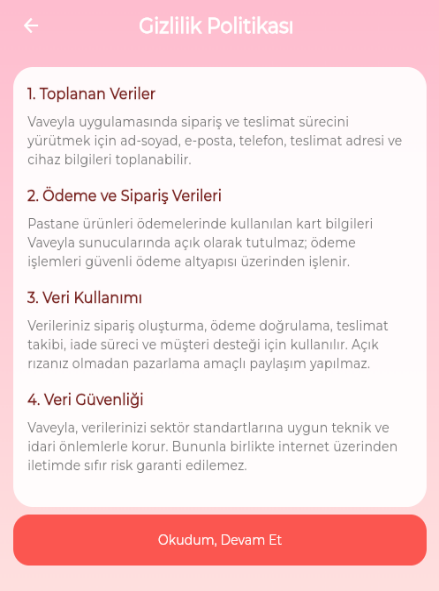 Gizlilik Politikası
1. Toplanan Veriler
Vaveyla uygulamasında sipariş ve teslimat sürecini
yürütmek için ad-soyad, e-posta, telefon, teslimat adresi ve
cihaz bilgileri toplanabilir.
2. Ödeme ve Sipariş Verileri
Pastane ürünleri ödemelerinde kullanılan kart bilgileri
Vaveyla sunucularında açık olarak tutulmaz; ödeme
işlemleri güvenli ödeme altyapısı üzerinden işlenir.
3. Veri Kullanımı
Verileriniz sipariş oluşturma, ödeme doğrulama, teslimat
takibi, iade süreci ve müşteri desteği için kullanılır. Açık
rızanız olmadan pazarlama amaçlı paylaşım yapılmaz.
4. Veri Güvenliği
Vaveyla, verilerinizi sektör standartlarına uygun teknik ve
idari önlemlerle korur. Bununla birlikte internet üzerinden
iletimde sıfır risk garanti edilemez.
Okudum, Devam Et